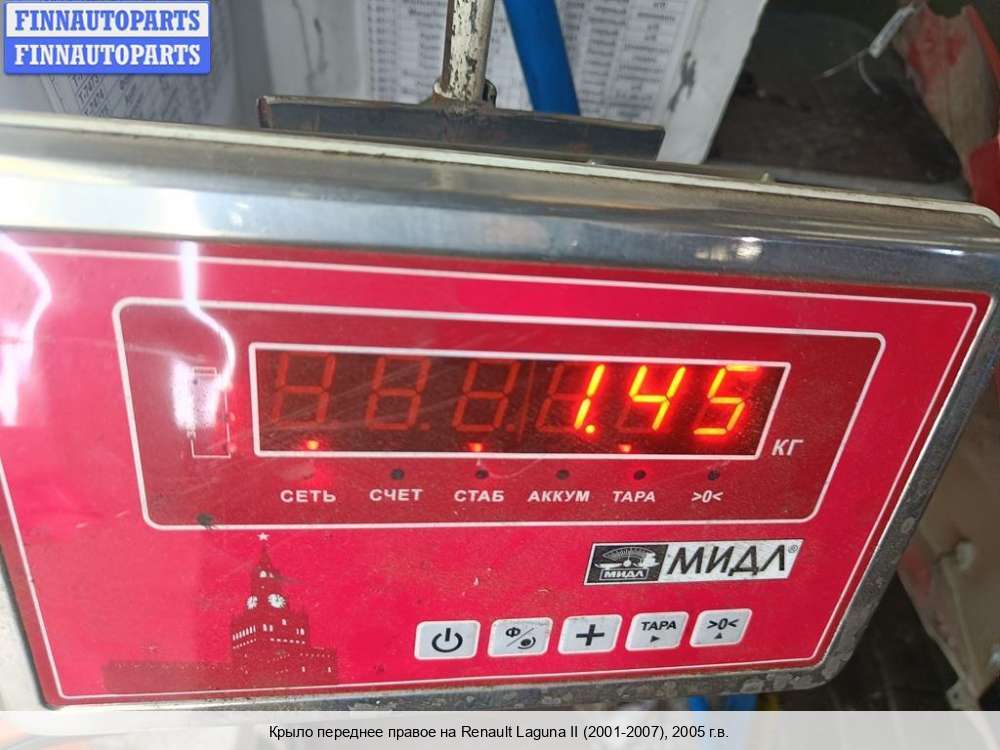 FINNAUTOPARTS
FINNAUTOPARTS
1.45
КГ
СЕТЬ СЧЕТ СТАБ АККУМ ТАРА >0<
МИДЛ МИДЛ®
Ф + ТАРА >0<
Крыло переднее правое на Renault Laguna II (2001-2007), 2005 г.в.